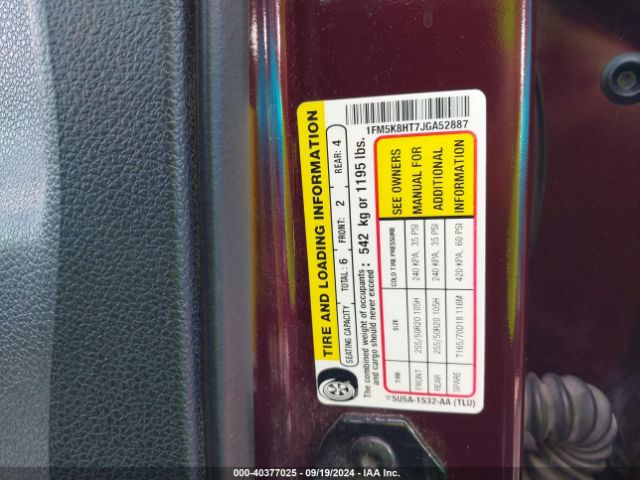 1FM5K8HT7JGA52887
TIRE AND LOADING INFORMATION
SEATING CAPACITY TOTAL: 6 FRONT: 2 REAR: 4
The combined weight of occupants and cargo should never exceed: 542 kg or 1195 lbs.
TIRE SIZE COLD TIRE PRESSURE SEE OWNERS
FRONT 255/50R20 105H 240 KPA, 35 PSI MANUAL FOR
REAR 255/50R20 105H 240 KPA, 35 PSI ADDITIONAL
SPARE T165/70D18 116M 420 KPA, 60 PSI INFORMATION
5U5A-1532-AA (TLU)
000-40377025 - 09/19/2024 - IAA Inc.